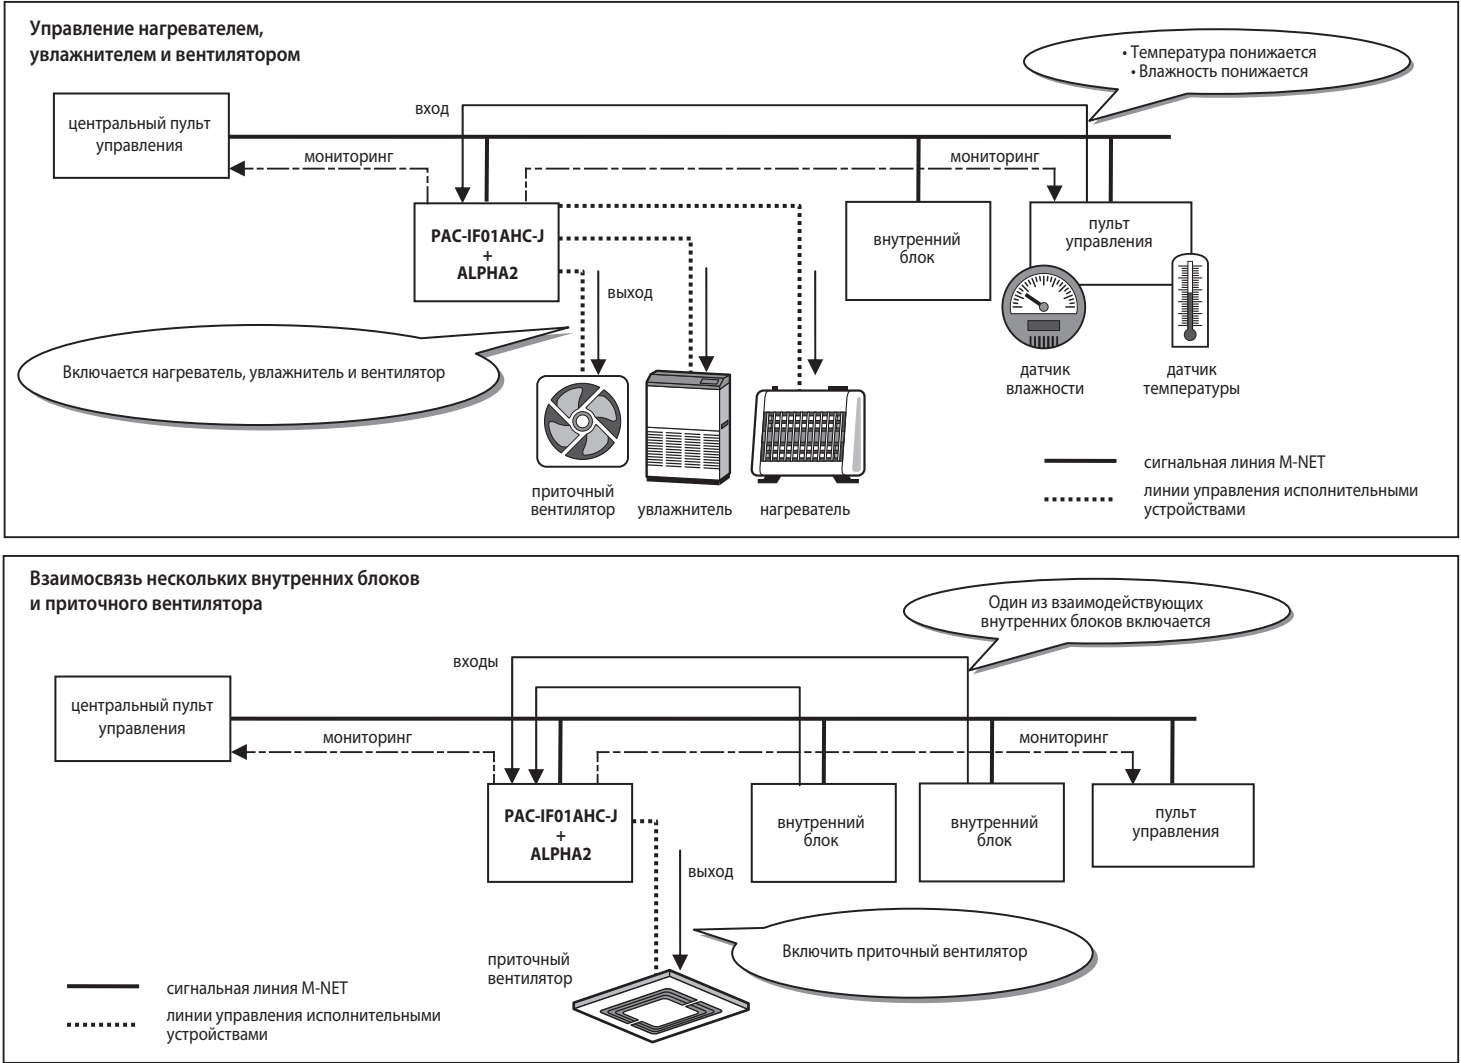 Управление нагревателем,
увлажнителем и вентилятором
• Температура понижается
• Влажность понижается
вход
центральный пульт
управления
мониторинг
мониторинг
PAC-IF01AHC-J
+
ALPHA2
внутренний
блок
пульт
управления
выход
Включается нагреватель, увлажнитель и вентилятор
датчик
влажности
датчик
температуры
приточный
вентилятор
увлажнитель
нагреватель
сигнальная линия M-NET
линии управления исполнительными
устройствами
Взаимосвязь нескольких внутренних блоков
и приточного вентилятора
Один из взаимодействующих
внутренних блоков включается
входы
центральный пульт
управления
мониторинг
мониторинг
PAC-IF01AHC-J
+
ALPHA2
внутренний
блок
внутренний
блок
пульт
управления
выход
Включить приточный вентилятор
приточный
вентилятор
сигнальная линия M-NET
линии управления исполнительными
устройствами